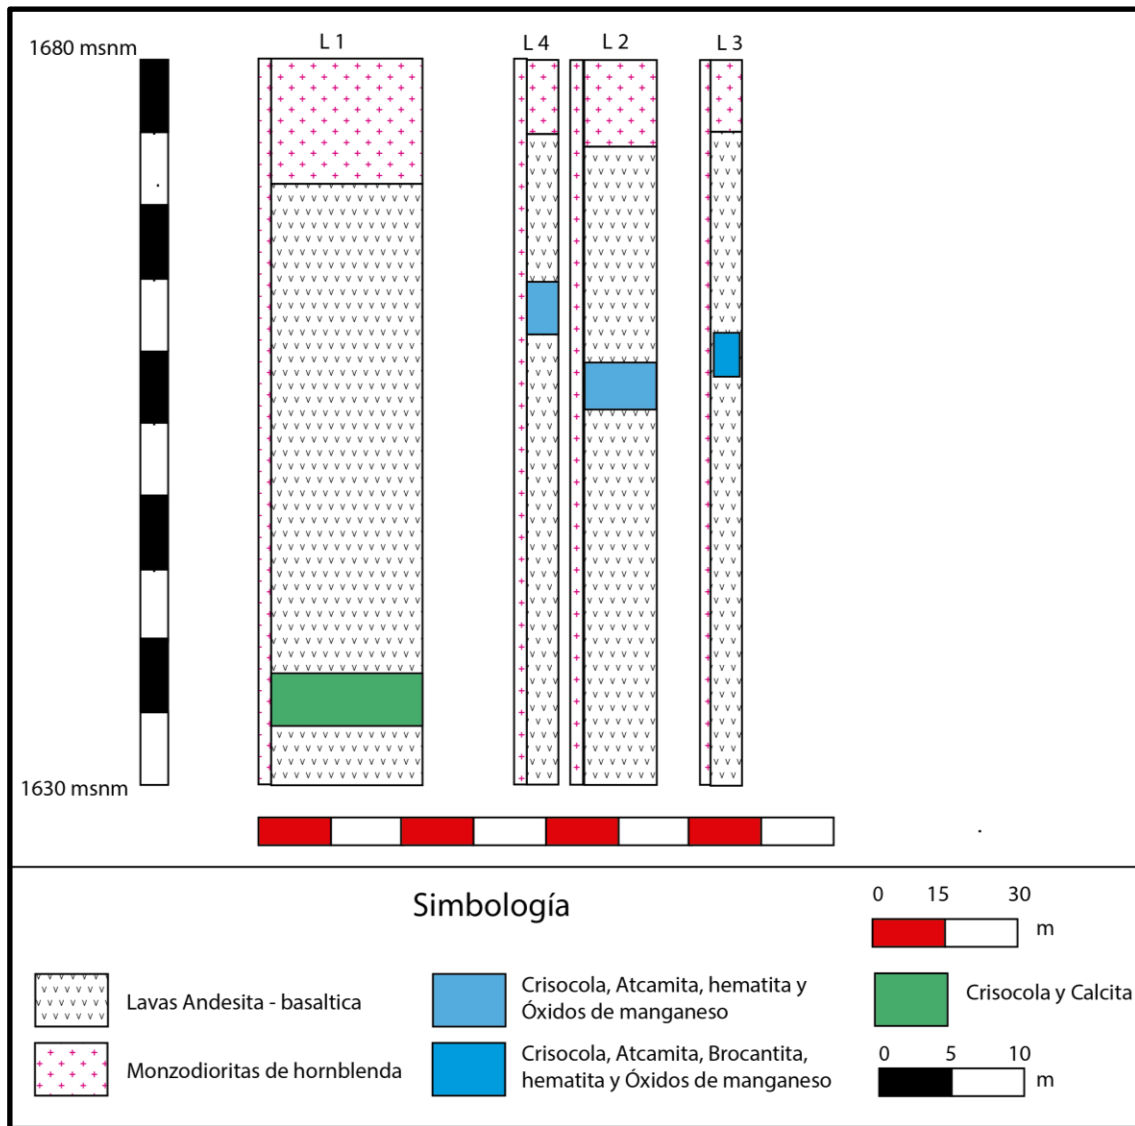 1680 msnm
L 1
L 4
L 2
L 3
1630 msnm
Simbología
0 15 30
m
Lavas Andesita - basaltica
Crisocola, Atcamita, hematita y
Óxidos de manganeso
Crisocola y Calcita
Monzodioritas de hornblenda
Crisocola, Atcamita, Brocantita,
hematita y Óxidos de manganeso
0 5 10
m